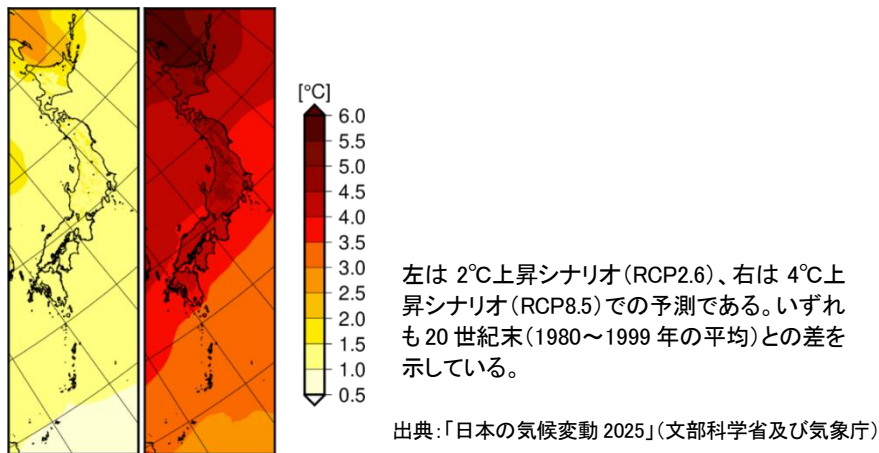 [℃]
6.0
5.5
5.0
4.5
4.0
3.5
3.0
2.5
2.0
1.5
1.0
0.5
左は 2℃上昇シナリオ(RCP2.6)、右は 4℃上
昇シナリオ(RCP8.5)での予測である。いずれ
も 20 世紀末(1980～1999 年の平均)との差を
示している。
出典:「日本の気候変動 2025」(文部科学省及び気象庁)